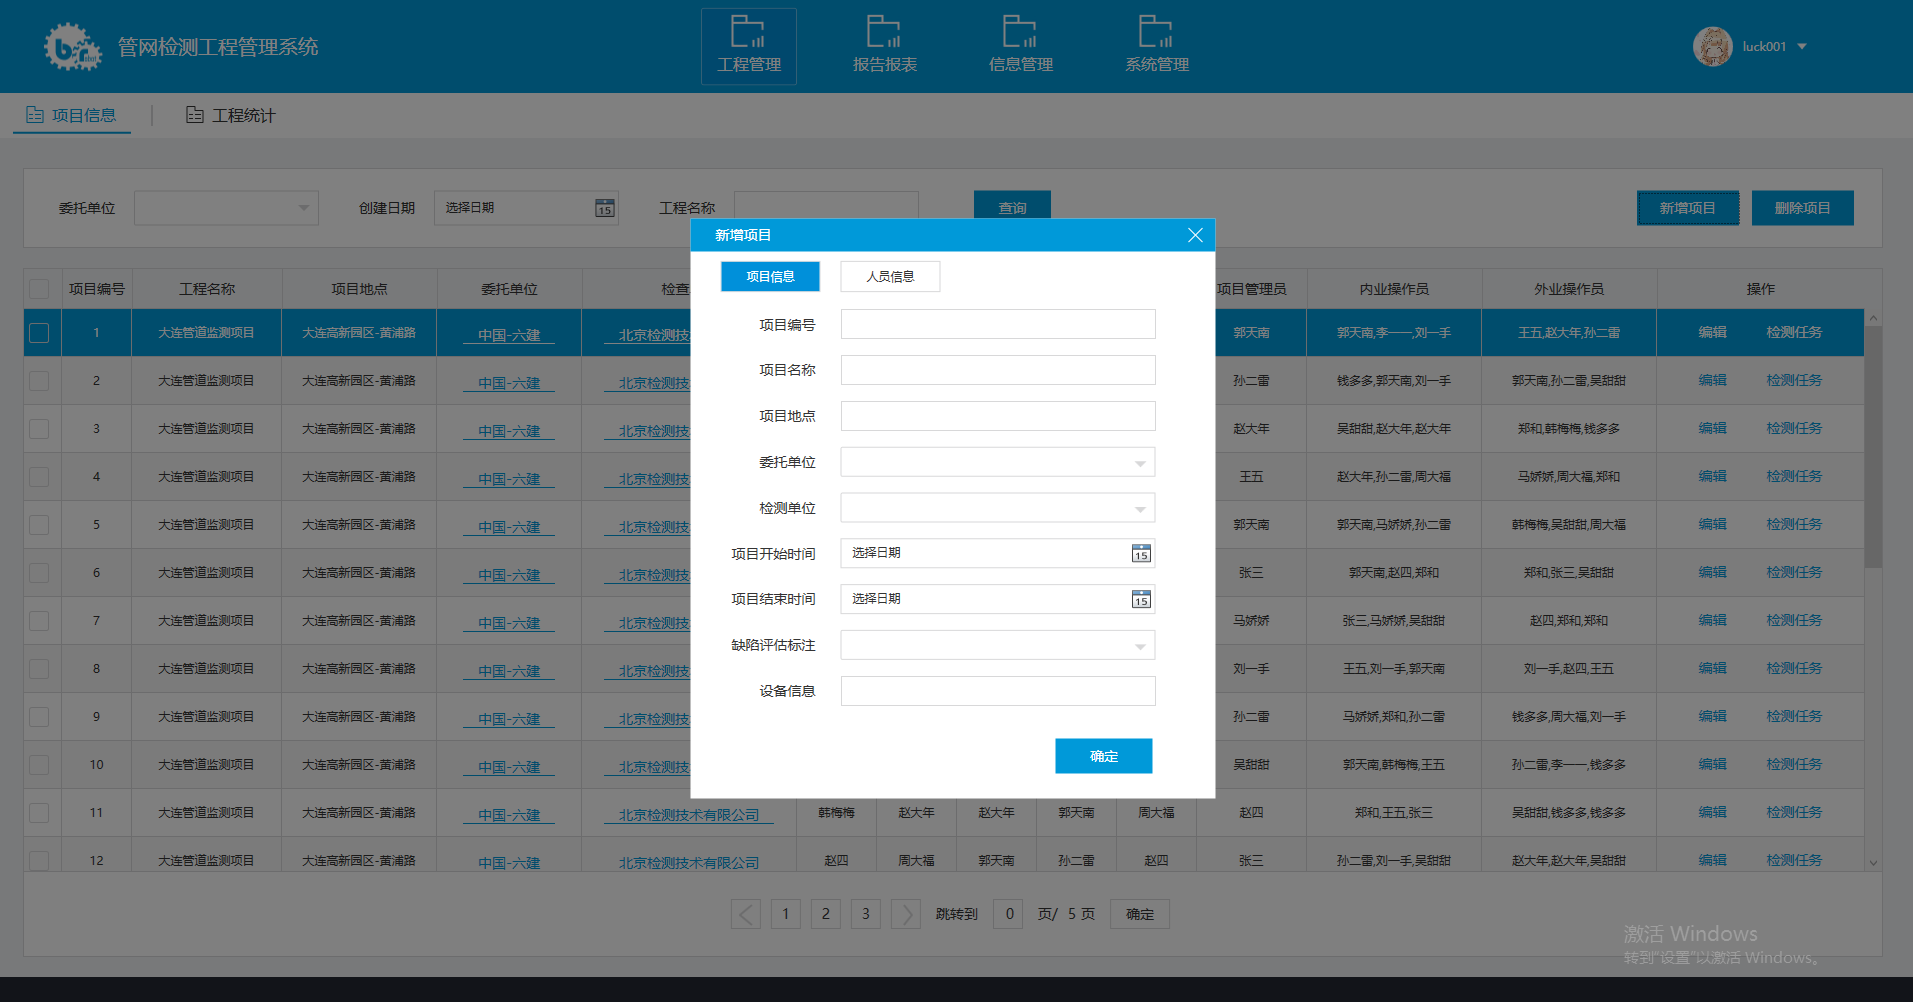 管网检测工程管理系统
工程管理 报告报表 信息管理 系统管理
luck001
项目信息 工程统计
委托单位 创建日期 选择日期 15 工程名称 查询 新增项目 删除项目
新增项目
项目信息 人员信息
项目编号
项目名称
项目地点
委托单位
检测单位
项目开始时间 选择日期 15
项目结束时间 选择日期 15
缺陷评估标注
设备信息
确定
项目编号 工程名称 项目地点 委托单位 检查 项目管理员 内业操作员 外业操作员 操作
1 大连管道监测项目 大连高新园区-黄浦路 中国-六建 北京检测技 郭天南 郭天南,李一一,刘一手 王五,赵大年,孙二雷 编辑 检测任务
2 大连管道监测项目 大连高新园区-黄浦路 中国-六建 北京检测技 孙二雷 钱多多,郭天南,刘一手 郭天南,孙二雷,吴甜甜 编辑 检测任务
3 大连管道监测项目 大连高新园区-黄浦路 中国-六建 北京检测技 赵大年 吴甜甜,赵大年,赵大年 郑和,韩梅梅,钱多多 编辑 检测任务
4 大连管道监测项目 大连高新园区-黄浦路 中国-六建 北京检测技 王五 赵大年,孙二雷,周大福 马娇娇,周大福,郑和 编辑 检测任务
5 大连管道监测项目 大连高新园区-黄浦路 中国-六建 北京检测技 郭天南 郭天南,马娇娇,孙二雷 韩梅梅,吴甜甜,周大福 编辑 检测任务
6 大连管道监测项目 大连高新园区-黄浦路 中国-六建 北京检测技 张三 郭天南,赵四,郑和 郑和,张三,吴甜甜 编辑 检测任务
7 大连管道监测项目 大连高新园区-黄浦路 中国-六建 北京检测技 马娇娇 张三,马娇娇,吴甜甜 赵四,郑和,郑和 编辑 检测任务
8 大连管道监测项目 大连高新园区-黄浦路 中国-六建 北京检测技 刘一手 王五,刘一手,郭天南 刘一手,赵四,王五 编辑 检测任务
9 大连管道监测项目 大连高新园区-黄浦路 中国-六建 北京检测技 孙二雷 马娇娇,郑和,孙二雷 钱多多,周大福,刘一手 编辑 检测任务
10 大连管道监测项目 大连高新园区-黄浦路 中国-六建 北京检测技 吴甜甜 郭天南,韩梅梅,王五 孙二雷,李一一,钱多多 编辑 检测任务
11 大连管道监测项目 大连高新园区-黄浦路 中国-六建 北京检测技术有限公司 韩梅梅 赵大年 赵大年 郭天南 周大福 赵四 郑和,王五,张三 吴甜甜,钱多多,钱多多 编辑 检测任务
12 大连管道监测项目 大连高新园区-黄浦路 中国-六建 北京检测技术有限公司 赵四 周大福 郭天南 孙二雷 赵四 张三 孙二雷,刘一手,吴甜甜 赵大年,赵大年,吴甜甜 编辑 检测任务
1 2 3 跳转到 0 页/ 5 页 确定
激活 Windows
转到"设置"以激活 Windows。